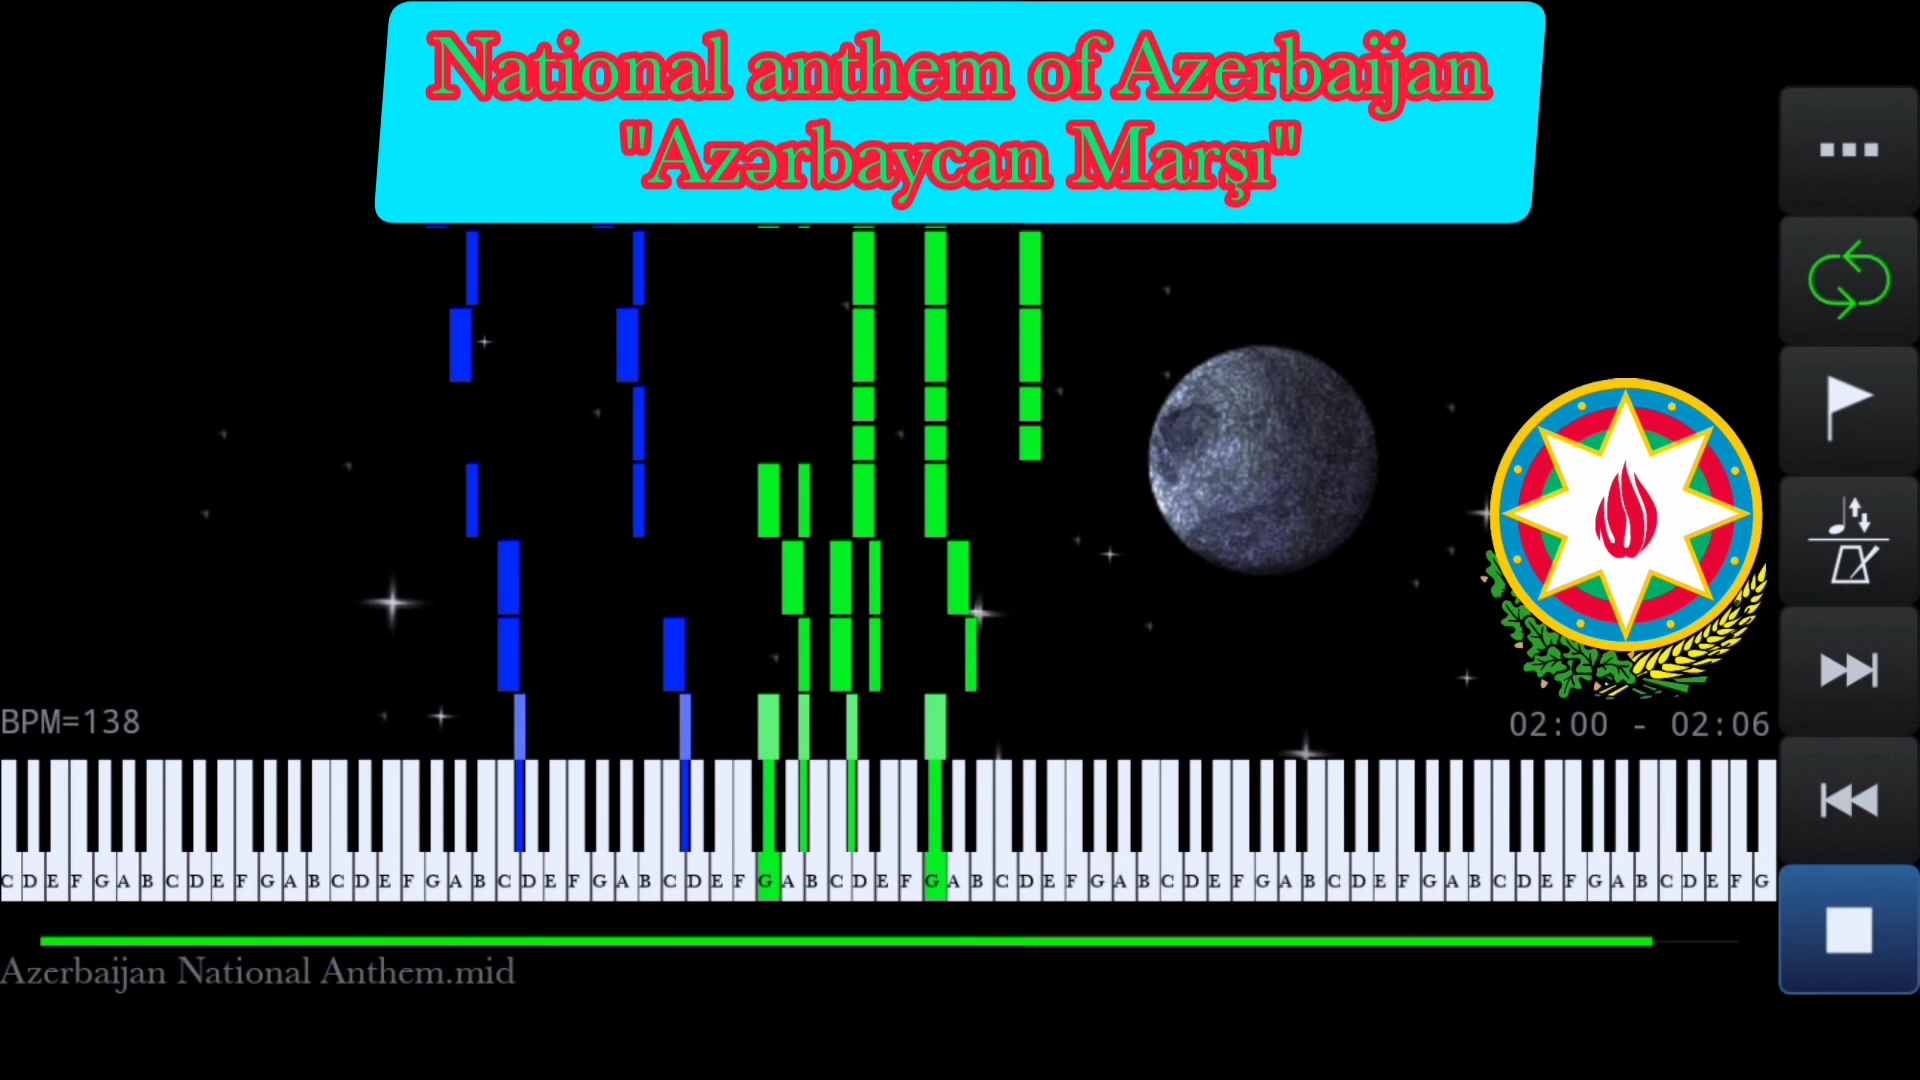 National anthem of Azerbaijan
"Azərbaycan Marşı"
BPM=138
02:00 - 02:06
C D E F G A B C D E F G A B C D E F G A B C D E F G A B C D E F G A B C D E F G A B C D E F G A B C D E F G A B C D E F G A B C D E F G A B C D E F G
Azerbaijan National Anthem.mid